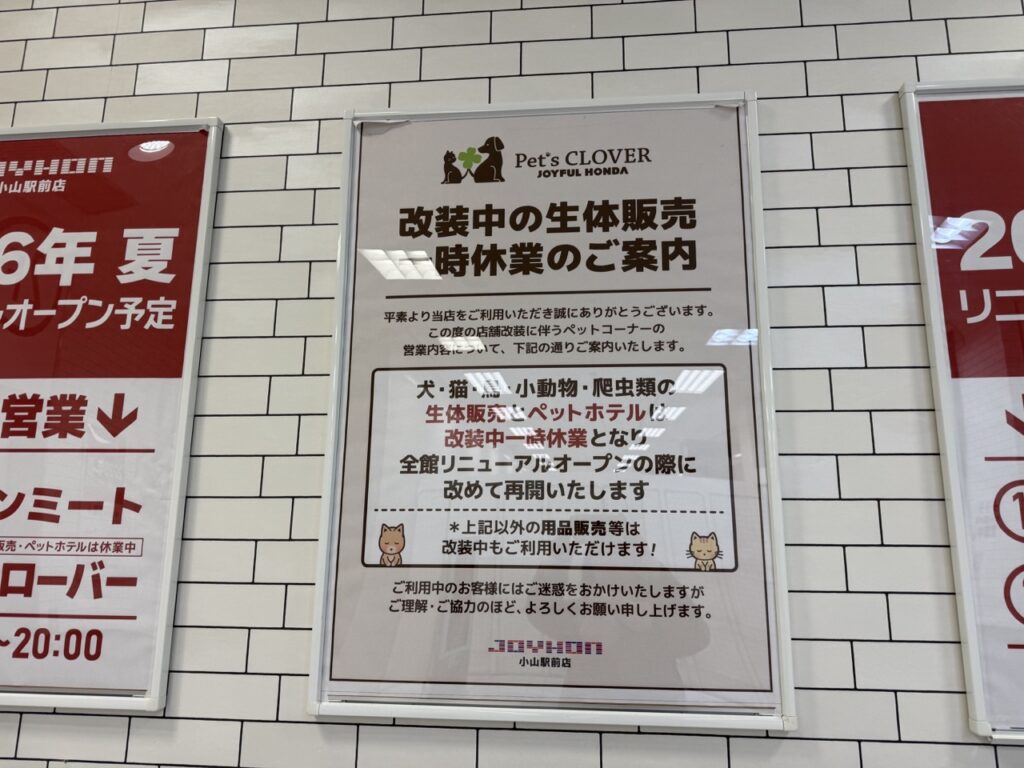 JOYHON
小山駅前店
6年 夏
オープン予定
営業↓
ンミート
販売・ペットホテルは休業中
ローバー
~20:00
Pet's CLOVER
JOYFUL HONDA
改装中の生体販売
一時休業のご案内
平素より当店をご利用いただき誠にありがとうございます。
この度の店舗改装に伴うペットコーナーの
営業内容について、下記の通りご案内いたします。
犬・猫・鳥・小動物・爬虫類の
生体販売とペットホテルは
改装中一時休業となり
全館リニューアルオープンの際に
改めて再開いたします
*上記以外の用品販売等は
改装中もご利用いただけます!
ご利用中のお客様にはご迷惑をおかけいたしますが
ご理解・ご協力のほど、よろしくお願い申し上げます。
JOYHON
小山駅前店
20
リニ
①